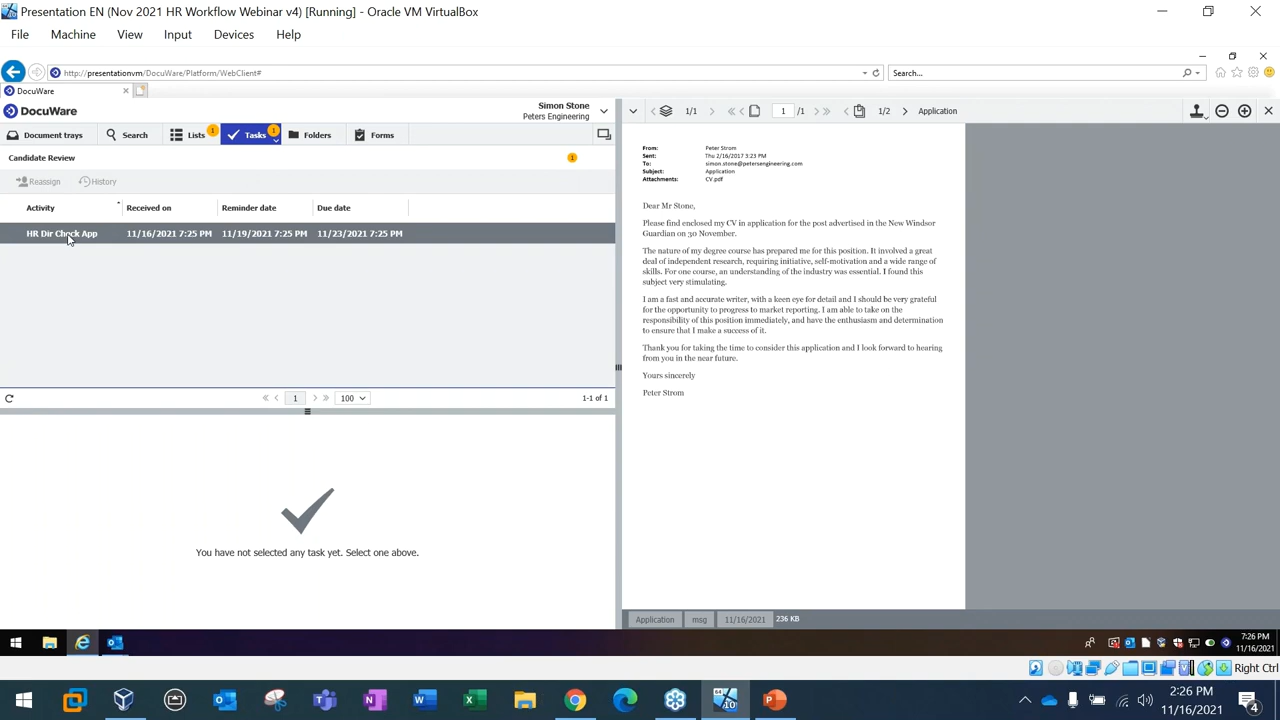 Presentation EN (Nov 2021 HR Workflow Webinar v4) [Running] - Oracle VM VirtualBox
File Machine View Input Devices Help
http://presentationvm/DocuWare/Platform/WebClient#
Search...
DocuWare
DocuWare
Simon Stone
Peters Engineering
1/1
1 /1
1/2
Application
Document trays
Search
Lists 1
Tasks 1
Folders
Forms
Candidate Review 1
Reassign History
Activity Received on Reminder date Due date
HR Dir Check App 11/16/2021 7:25 PM 11/19/2021 7:25 PM 11/23/2021 7:25 PM
1 100 1-1 of 1
You have not selected any task yet. Select one above.
From: Peter Strom
Sent: Thu 2/16/2017 3:23 PM
To: simon.stone@petersengineering.com
Subject: Application
Attachments: CV.pdf
Dear Mr Stone,
Please find enclosed my CV in application for the post advertised in the New Windsor
Guardian on 30 November.
The nature of my degree course has prepared me for this position. It involved a great
deal of independent research, requiring initiative, self-motivation and a wide range of
skills. For one course, an understanding of the industry was essential. I found this
subject very stimulating.
I am a fast and accurate writer, with a keen eye for detail and I should be very grateful
for the opportunity to progress to market reporting. I am able to take on the
responsibility of this position immediately, and have the enthusiasm and determination
to ensure that I make a success of it.
Thank you for taking the time to consider this application and I look forward to hearing
from you in the near future.
Yours sincerely
Peter Strom
Application msg 11/16/2021 236 KB
7:26 PM
11/16/2021
Right Ctrl
2:26 PM
11/16/2021
4